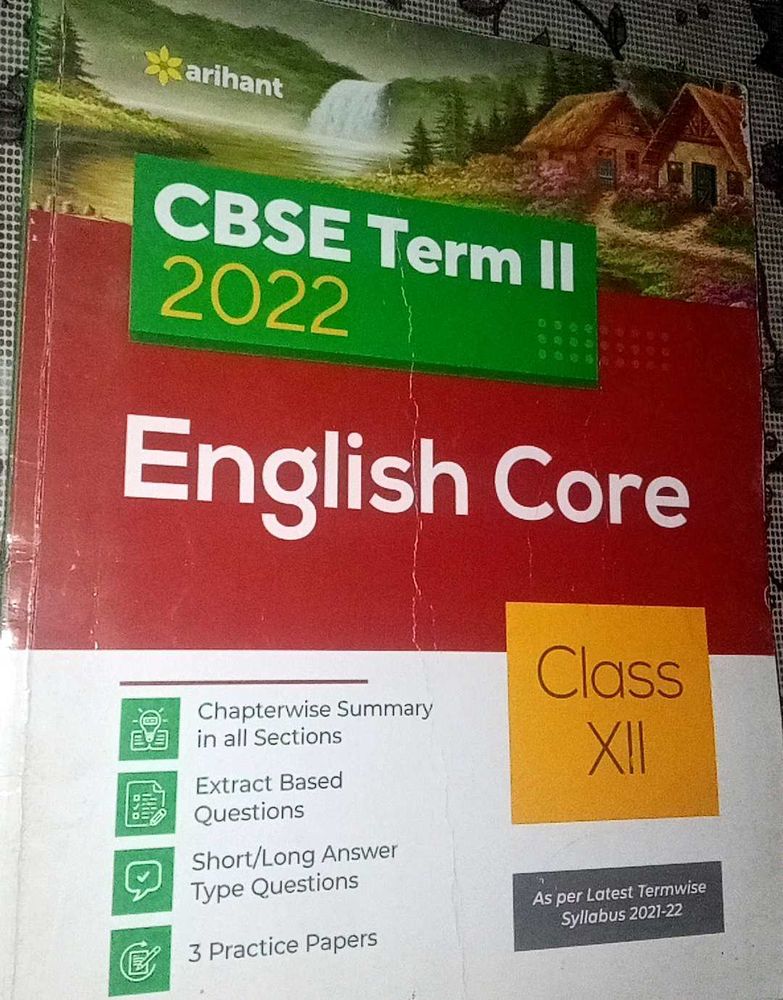 arihant
CBSE Term II
2022
English Core
Class
XII
Chapterwise Summary
in all Sections
Extract Based
Questions
Short/Long Answer
Type Questions
3 Practice Papers
As per Latest Termwise
Syllabus 2021-22